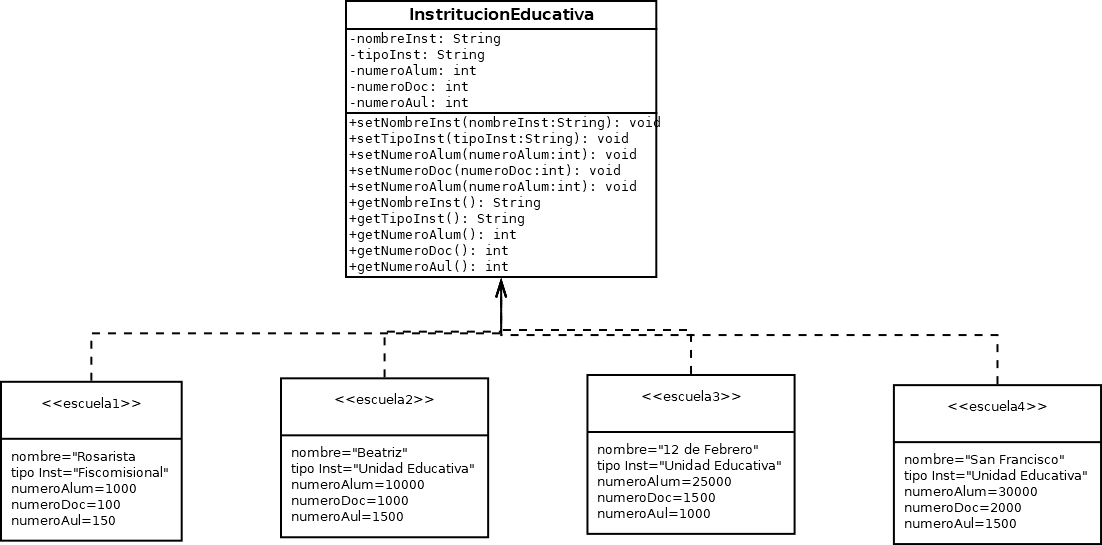 InstritucionEducativa
-nombreInst: String
-tipoInst: String
-numeroAlum: int
-numeroDoc: int
-numeroAul: int
+setNombreInst(nombreInst:String): void
+setTipoInst(tipoInst:String): void
+setNumeroAlum(numeroAlum:int): void
+setNumeroDoc(numeroDoc:int): void
+setNumeroAlum(numeroAlum:int): void
+getNombreInst(): String
+getTipoInst(): String
+getNumeroAlum(): int
+getNumeroDoc(): int
+getNumeroAul(): int
<<escuela1>>
nombre="Rosarista
tipo Inst="Fiscomisional"
numeroAlum=1000
numeroDoc=100
numeroAul=150
<<escuela2>>
nombre="Beatriz"
tipo Inst="Unidad Educativa"
numeroAlum=10000
numeroDoc=1000
numeroAul=1500
<<escuela3>>
nombre="12 de Febrero"
tipo Inst="Unidad Educativa"
numeroAlum=25000
numeroDoc=1500
numeroAul=1000
<<escuela4>>
nombre="San Francisco"
tipo Inst="Unidad Educativa"
numeroAlum=30000
numeroDoc=2000
numeroAul=1500